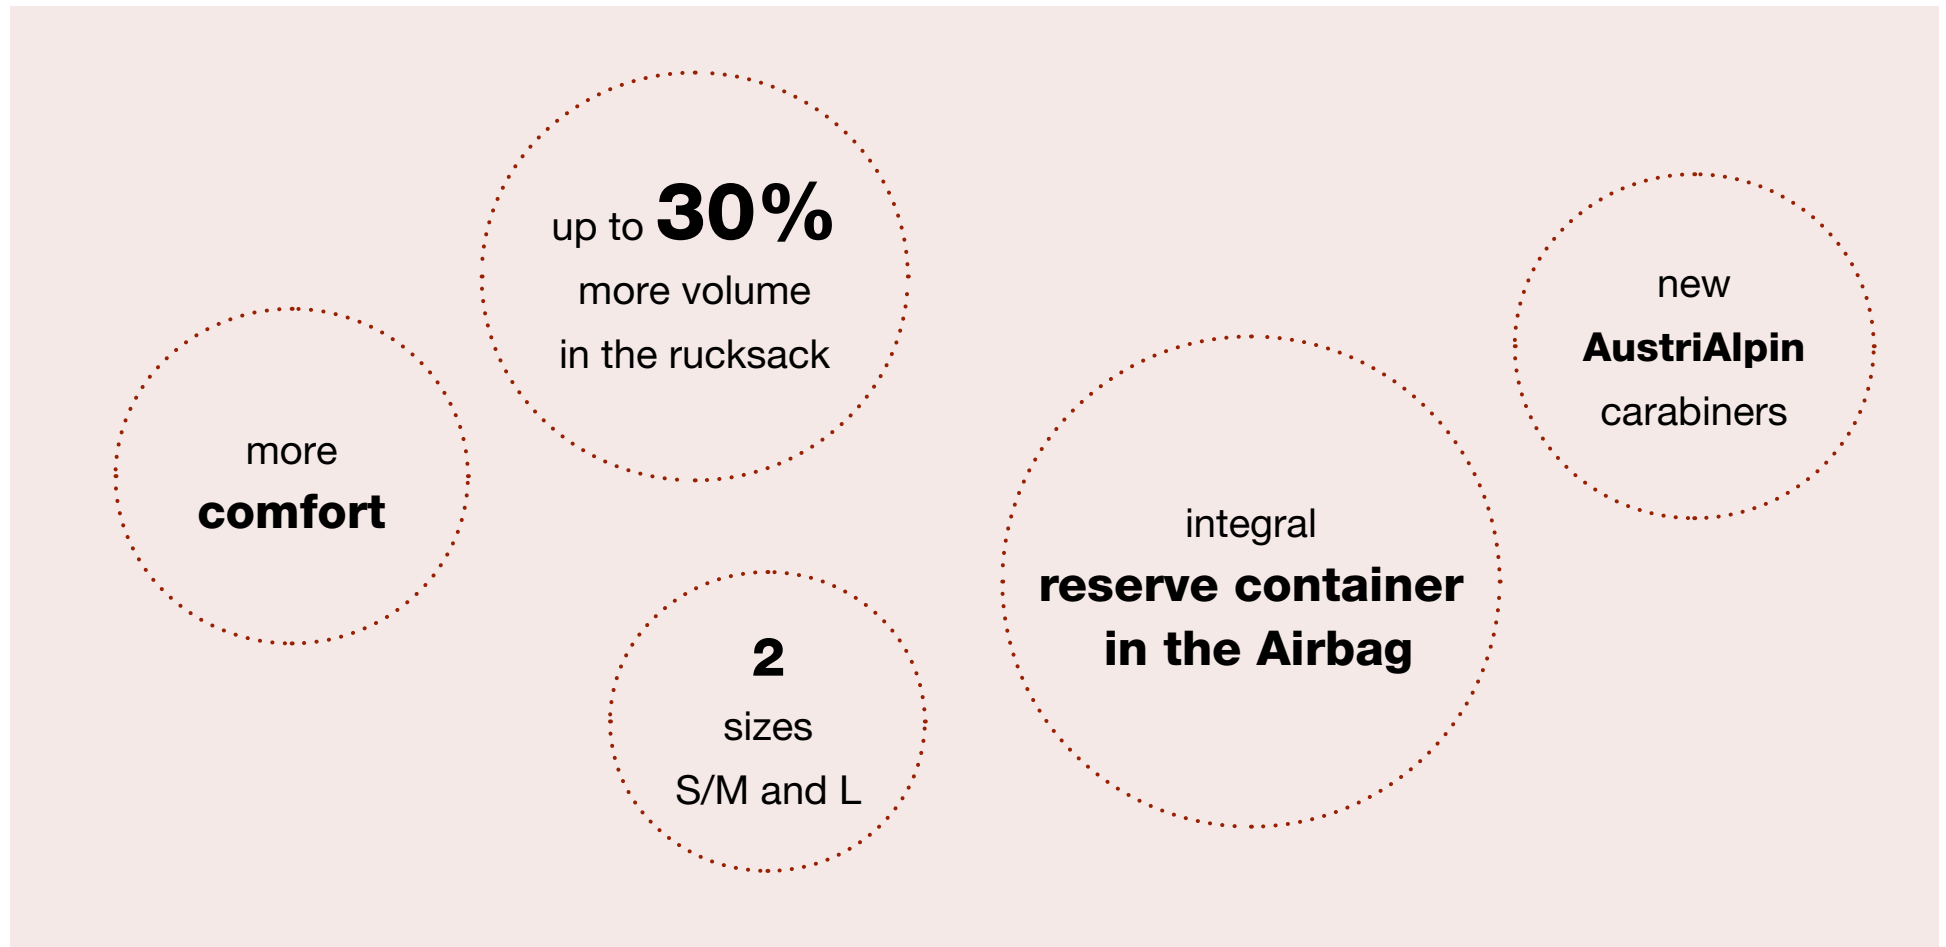 more
comfort
up to 30%
more volume
in the rucksack
2
sizes
S/M and L
integral
reserve container
in the Airbag
new
AustriAlpin
carabiners